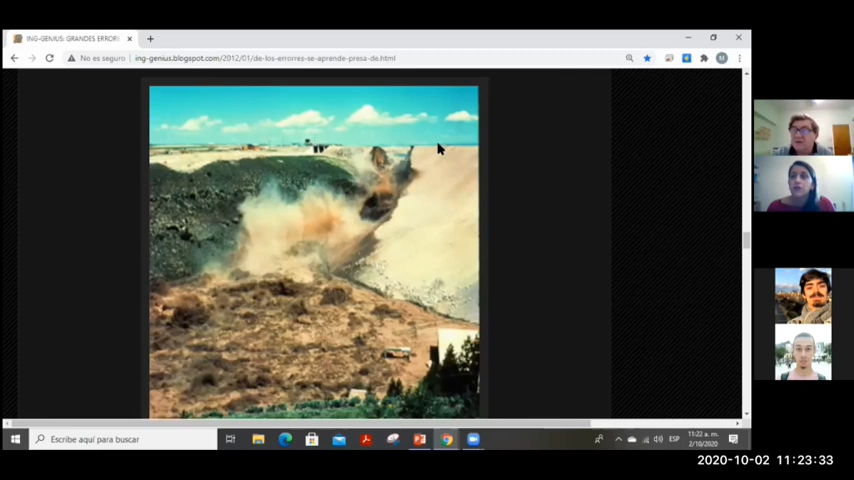 ING-GENIUS: GRANDES ERRORE
No es seguro
ing-genius.blogspot.com/2012/01/de-los-errores-se-aprende-presa-de.html
M
Escribe aquí para buscar
ESP
11:22 a. m.
2/10/2020
2020-10-02 11:23:33